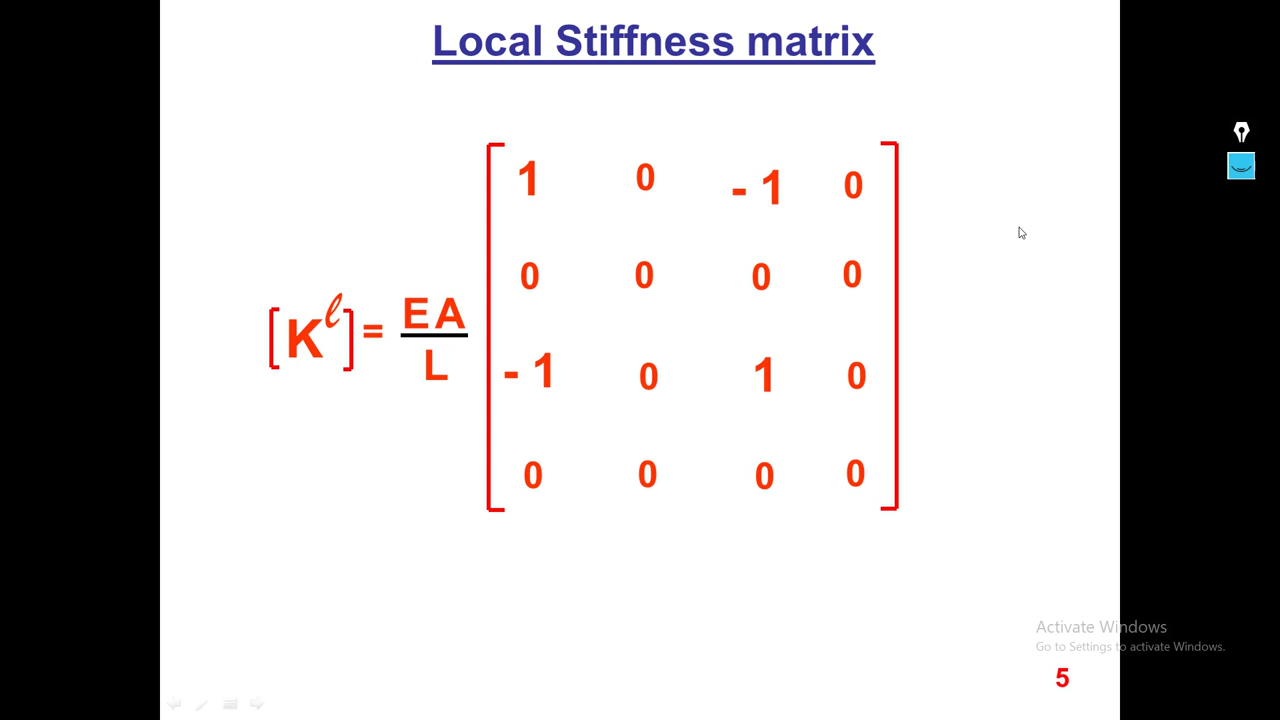 Local Stiffness matrix
1 0 - 1 0
0 0 0 0
[K^ℓ] = EA/L
- 1 0 1 0
0 0 0 0
Activate Windows
Go to Settings to activate Windows.
5